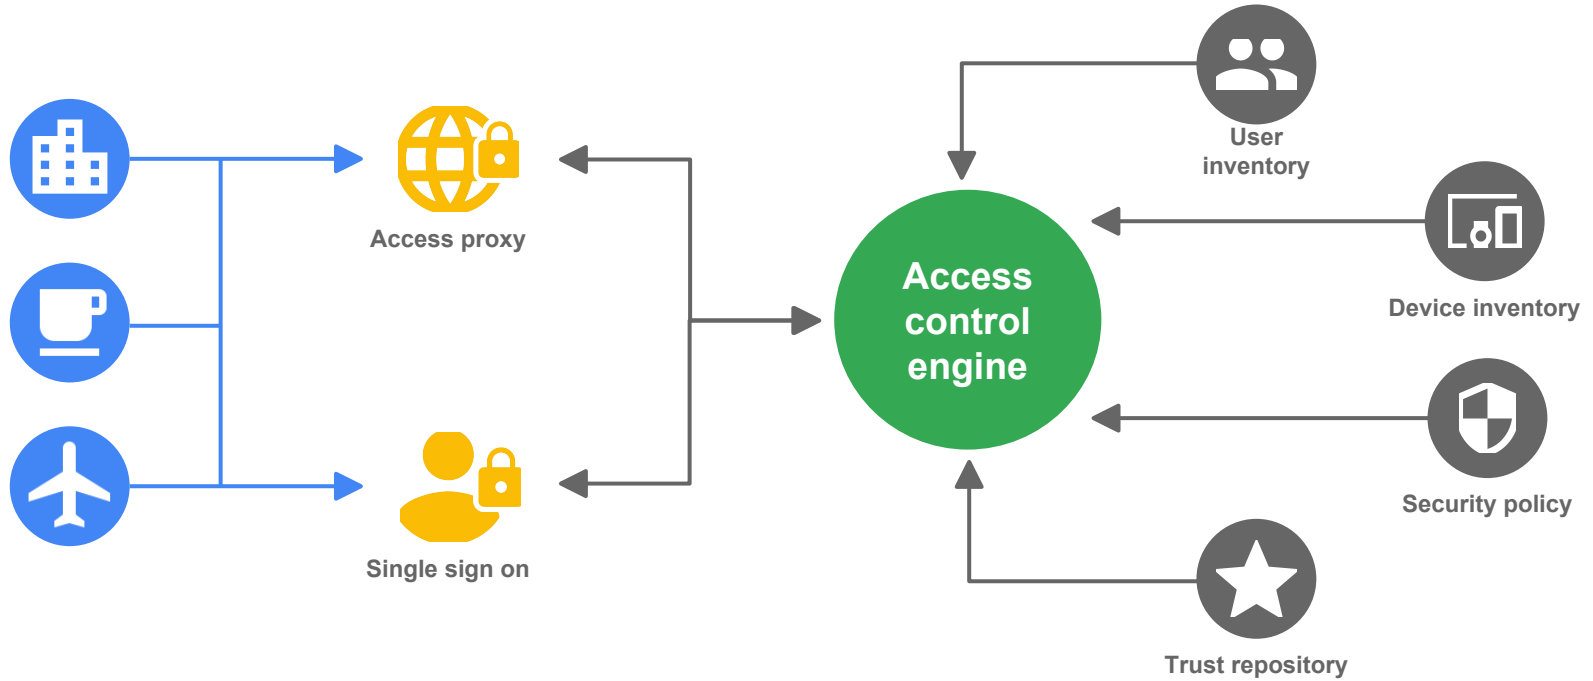 User
inventory
Access proxy
Access
control
engine
Device inventory
Security policy
Single sign on
Trust repository